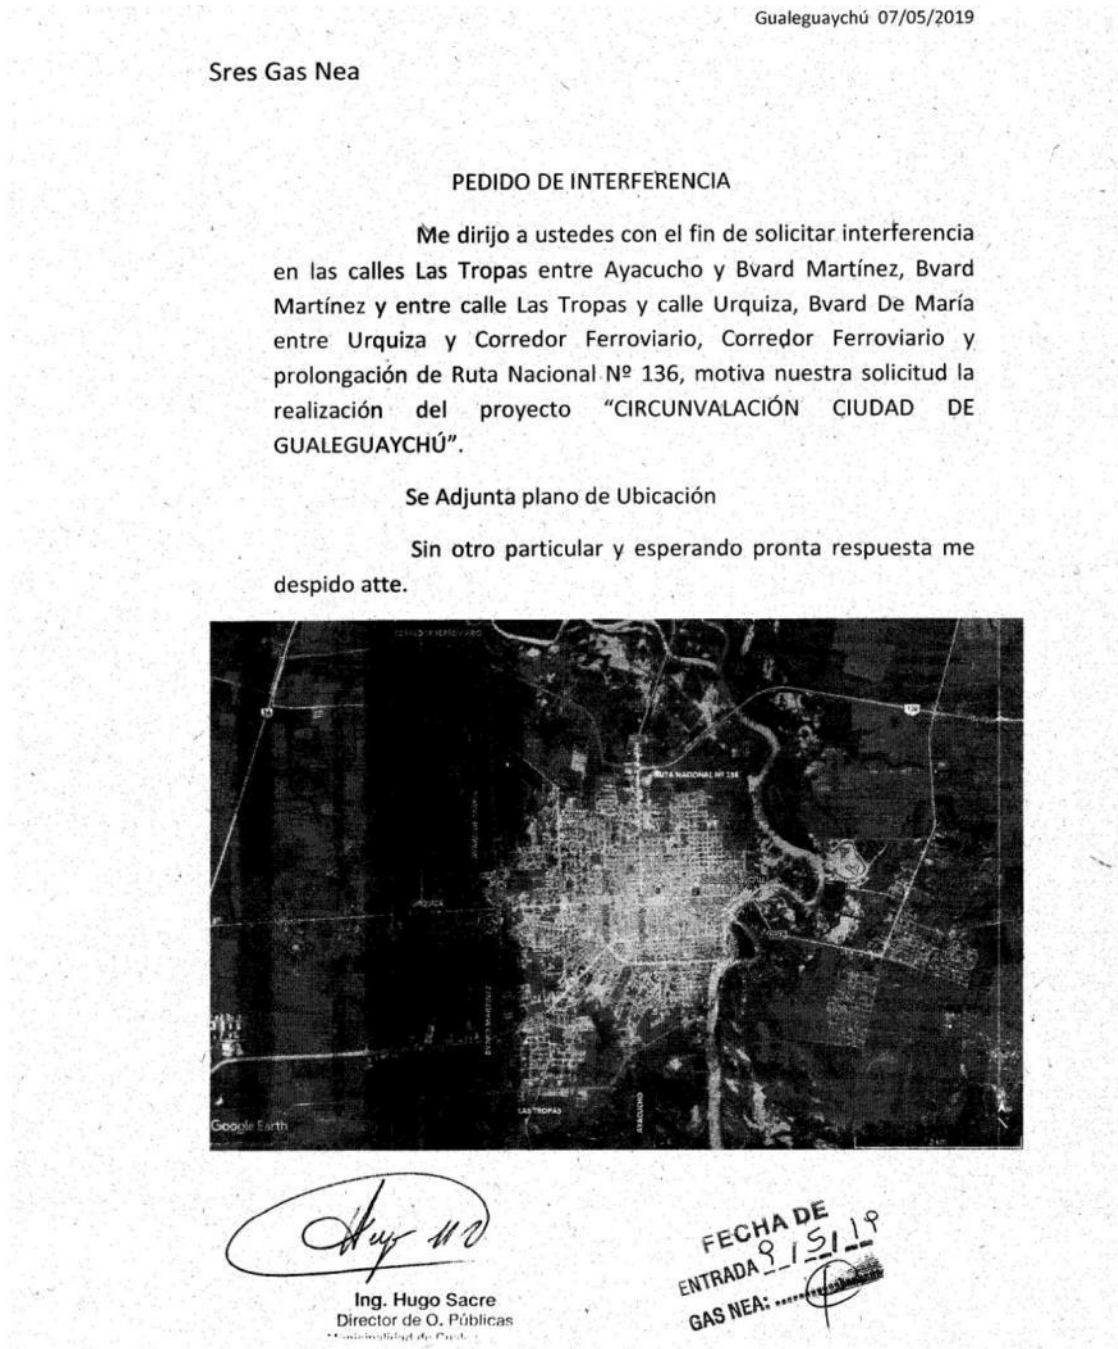 Gualeguaychú 07/05/2019
Sres Gas Nea
PEDIDO DE INTERFERENCIA
Me dirijo a ustedes con el fin de solicitar interferencia
en las calles Las Tropas entre Ayacucho y Bvard Martínez, Bvard
Martínez y entre calle Las Tropas y calle Urquiza, Bvard De María
entre Urquiza y Corredor Ferroviario, Corredor Ferroviario y
prolongación de Ruta Nacional Nº 136, motiva nuestra solicitud la
realización del proyecto “CIRCUNVALACIÓN CIUDAD DE
GUALEGUAYCHÚ”.
Se Adjunta plano de Ubicación
Sin otro particular y esperando pronta respuesta me
despido atte.
RUTA NACIONAL Nº 136
URQUIZA
LAS TROPAS
AYACUCHO
Google Earth
2 km
Ing. Hugo Sacre
Director de O. Públicas
FECHA DE
ENTRADA 9/5/19
GAS NEA: